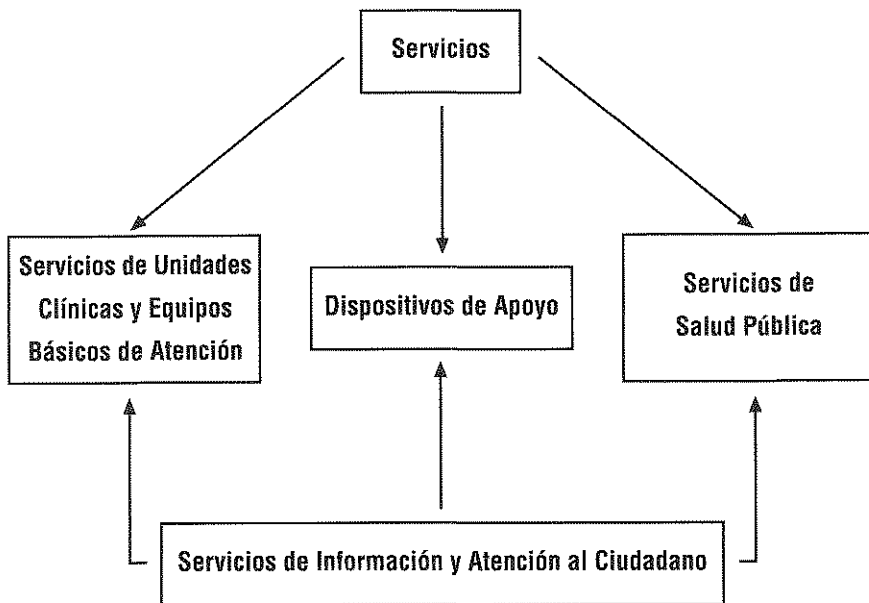 Servicios
Servicios de Unidades
Clínicas y Equipos
Básicos de Atención
Dispositivos de Apoyo
Servicios de
Salud Pública
Servicios de Información y Atención al Ciudadano